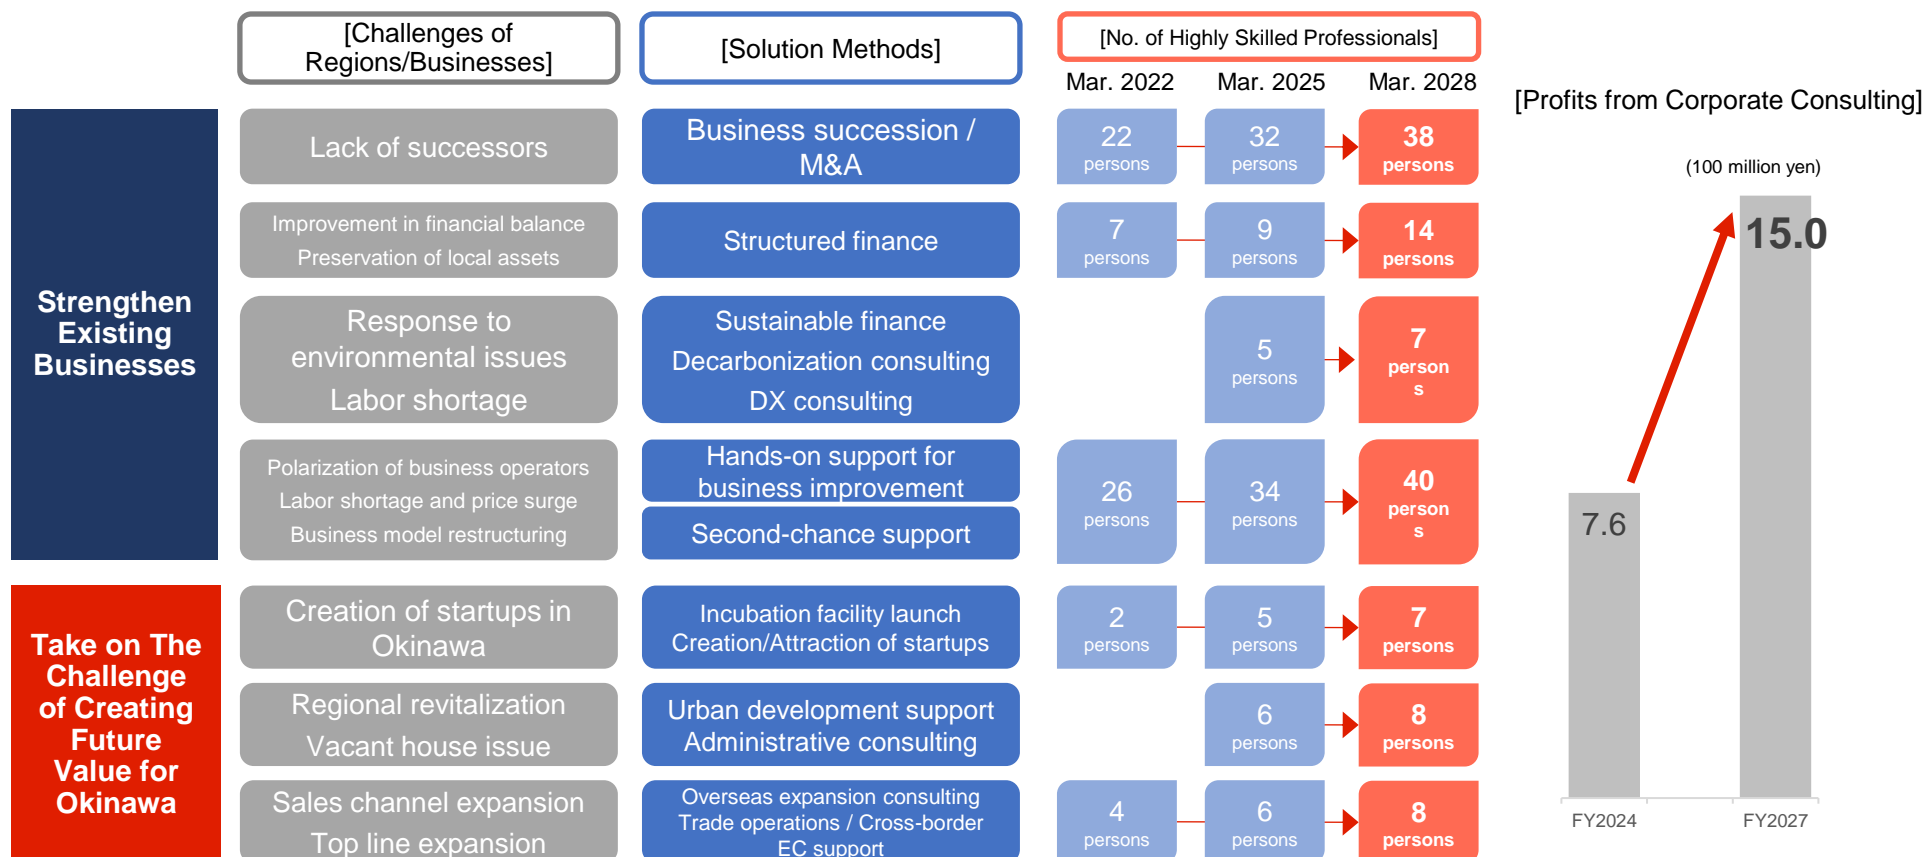 [Challenges of
Regions/Businesses]
[Solution Methods]
[No. of Highly Skilled Professionals]
Mar. 2022
Mar. 2025
Mar. 2028
[Profits from Corporate Consulting]
Strengthen
Existing
Businesses
Lack of successors
Business succession /
M&A
22
persons
32
persons
38
persons
Improvement in financial balance
Preservation of local assets
Structured finance
7
persons
9
persons
14
persons
Response to
environmental issues
Labor shortage
Sustainable finance
Decarbonization consulting
DX consulting
5
persons
7
person
s
Polarization of business operators
Labor shortage and price surge
Business model restructuring
Hands-on support for
business improvement
Second-chance support
26
persons
34
persons
40
person
s
Take on The
Challenge
of Creating
Future
Value for
Okinawa
Creation of startups in
Okinawa
Incubation facility launch
Creation/Attraction of startups
2
persons
5
persons
7
persons
Regional revitalization
Vacant house issue
Urban development support
Administrative consulting
6
persons
8
persons
Sales channel expansion
Top line expansion
Overseas expansion consulting
Trade operations / Cross-border
EC support
4
persons
6
persons
8
persons
(100 million yen)
15.0
7.6
FY2024
FY2027